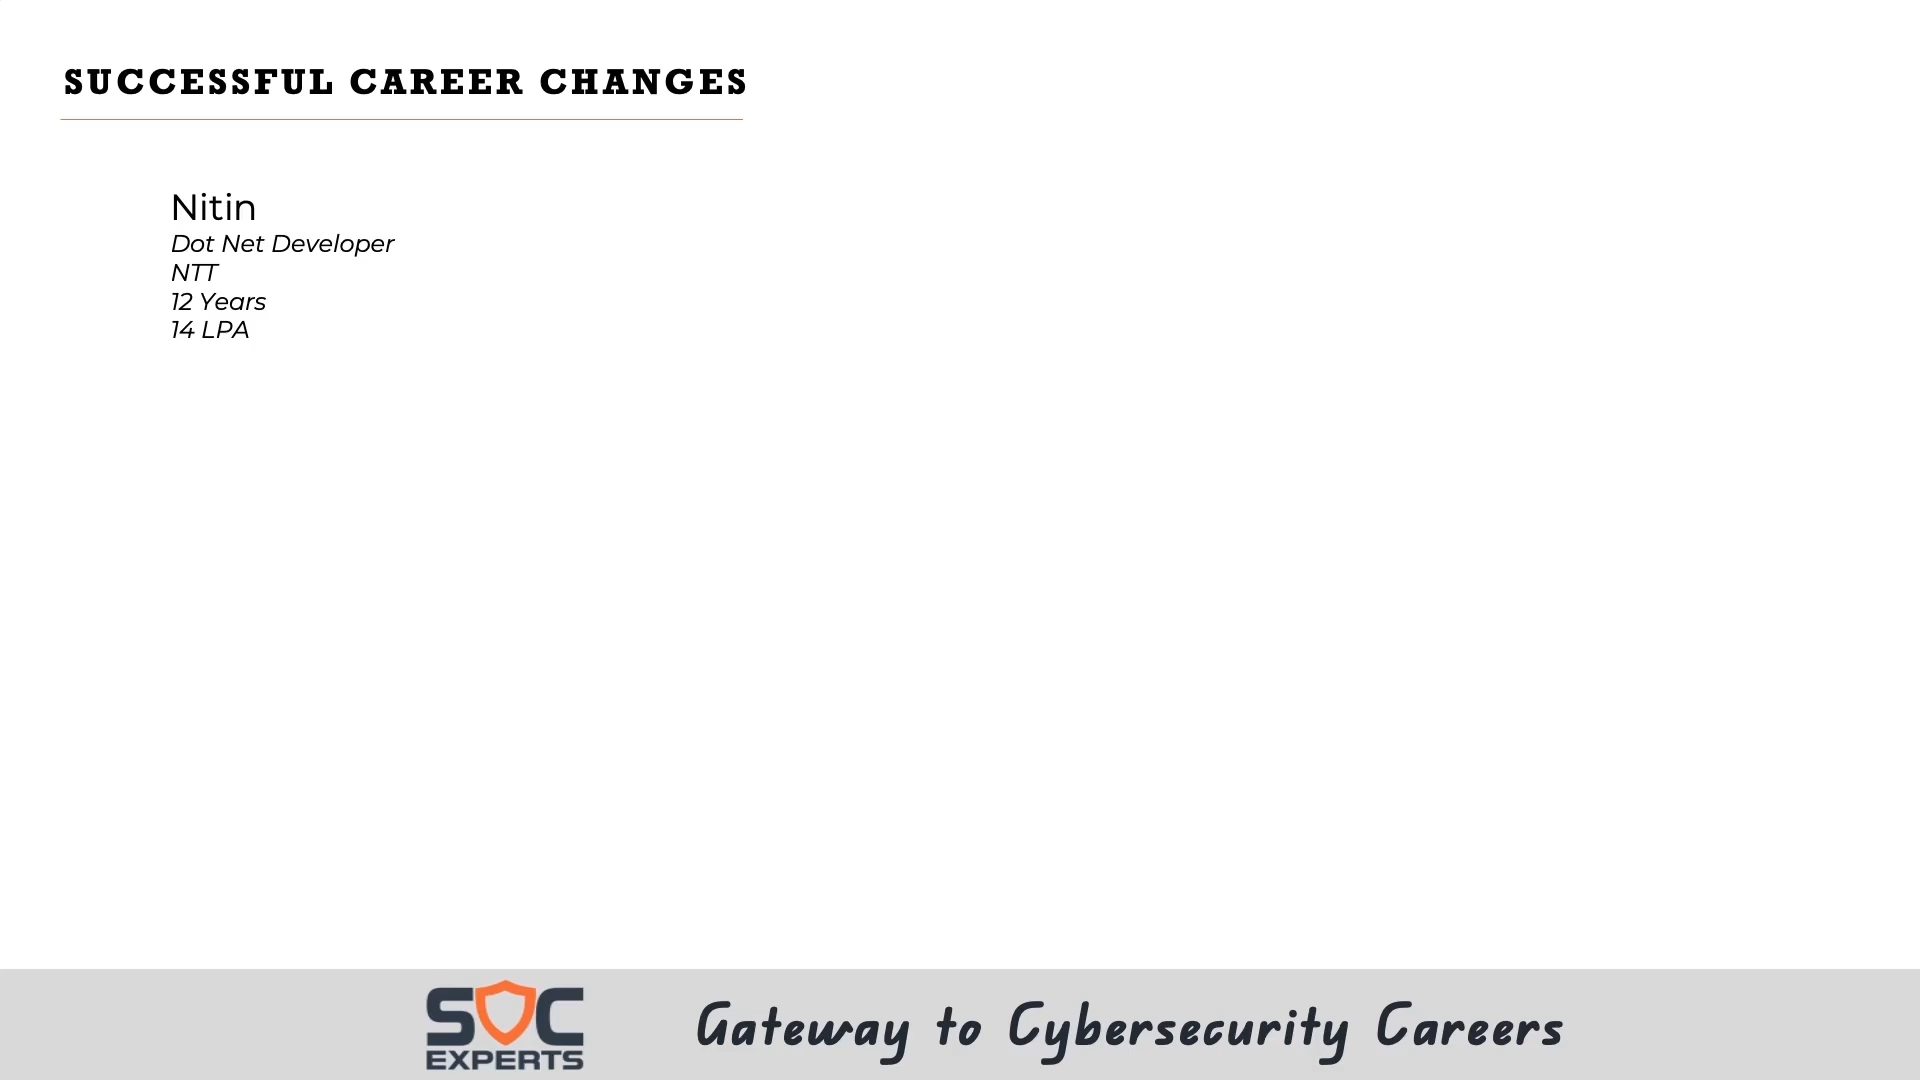 SUCCESSFUL CAREER CHANGES
Nitin
Dot Net Developer
NTT
12 Years
14 LPA
SOC
EXPERTS
Gateway to Cybersecurity Careers